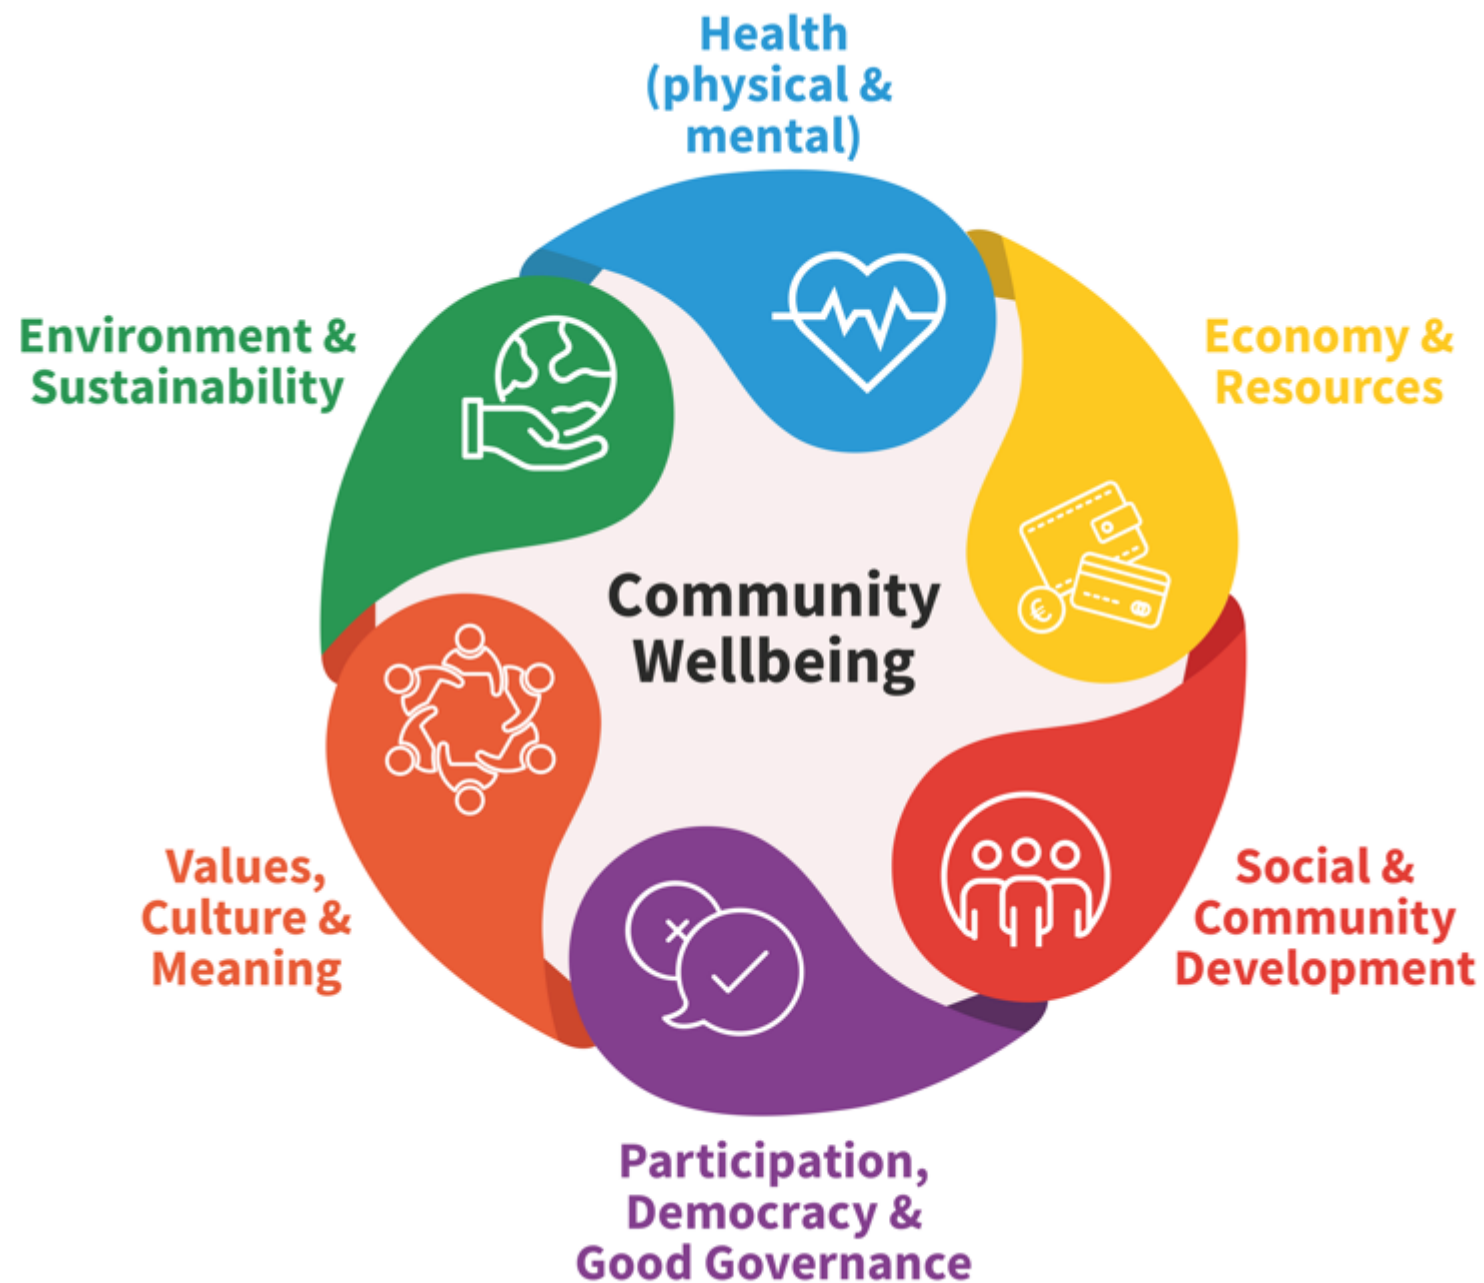 Health
(physical &
mental)
Economy &
Resources
Social &
Community
Development
Participation,
Democracy &
Good Governance
Values,
Culture &
Meaning
Environment &
Sustainability
Community
Wellbeing
€